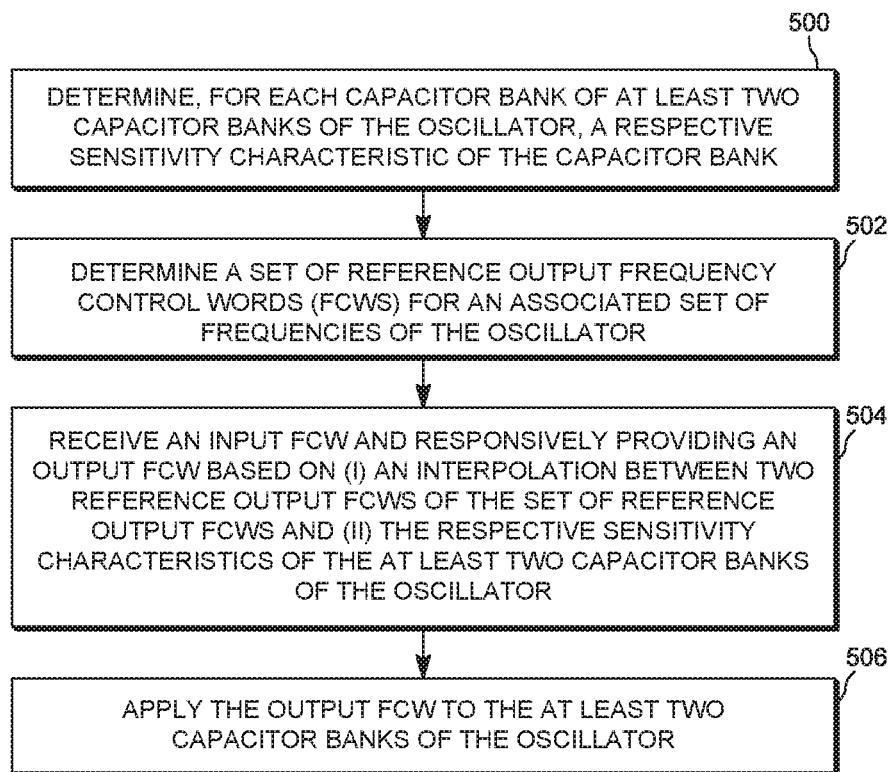 500
DETERMINE, FOR EACH CAPACITOR BANK OF AT LEAST TWO
CAPACITOR BANKS OF THE OSCILLATOR, A RESPECTIVE
SENSITIVITY CHARACTERISTIC OF THE CAPACITOR BANK
502
DETERMINE A SET OF REFERENCE OUTPUT FREQUENCY
CONTROL WORDS (FCWS) FOR AN ASSOCIATED SET OF
FREQUENCIES OF THE OSCILLATOR
504
RECEIVE AN INPUT FCW AND RESPONSIVELY PROVIDING AN
OUTPUT FCW BASED ON (I) AN INTERPOLATION BETWEEN TWO
REFERENCE OUTPUT FCWS OF THE SET OF REFERENCE
OUTPUT FCWS AND (II) THE RESPECTIVE SENSITIVITY
CHARACTERISTICS OF THE AT LEAST TWO CAPACITOR BANKS
OF THE OSCILLATOR
506
APPLY THE OUTPUT FCW TO THE AT LEAST TWO
CAPACITOR BANKS OF THE OSCILLATOR